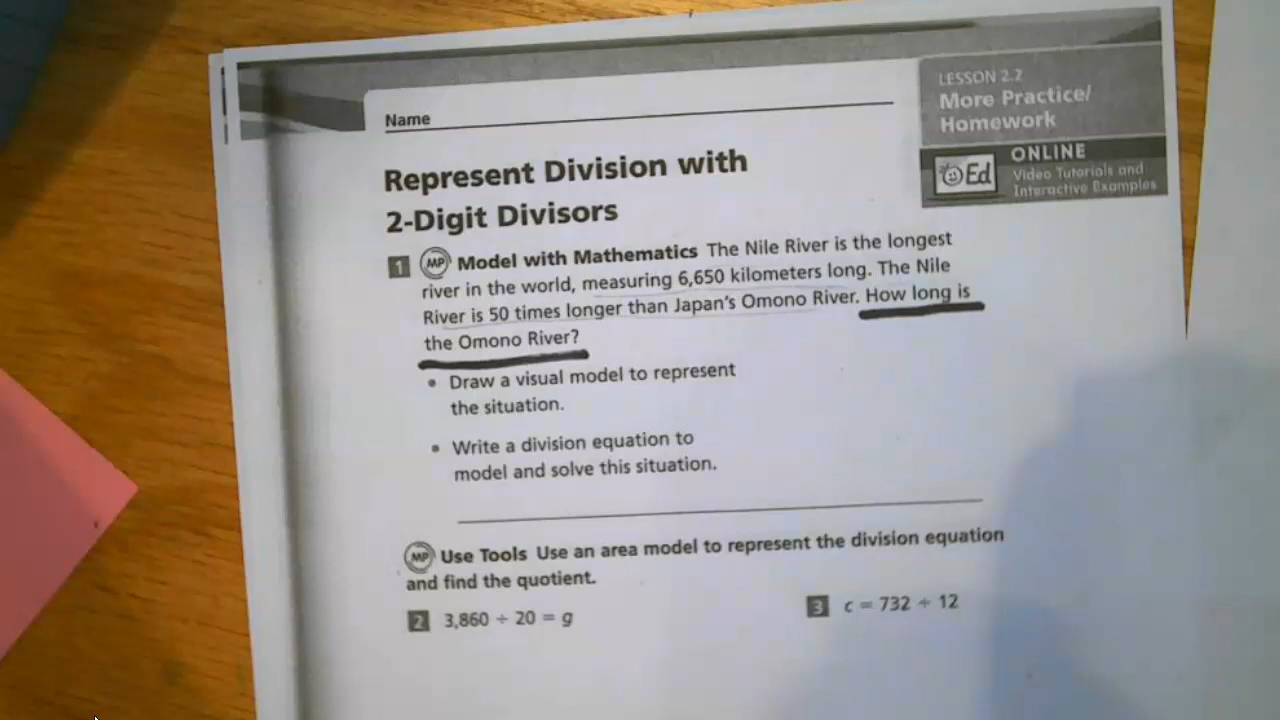 LESSON 2.2
More Practice/
Homework
ONLINE
Ed
Video Tutorials and
Interactive Examples
Name
Represent Division with
2-Digit Divisors
1 MP Model with Mathematics The Nile River is the longest
river in the world, measuring 6,650 kilometers long. The Nile
River is 50 times longer than Japan's Omono River. How long is
the Omono River?
• Draw a visual model to represent
the situation.
• Write a division equation to
model and solve this situation.
MP Use Tools Use an area model to represent the division equation
and find the quotient.
2 3,860 ÷ 20 = g
3 c = 732 ÷ 12